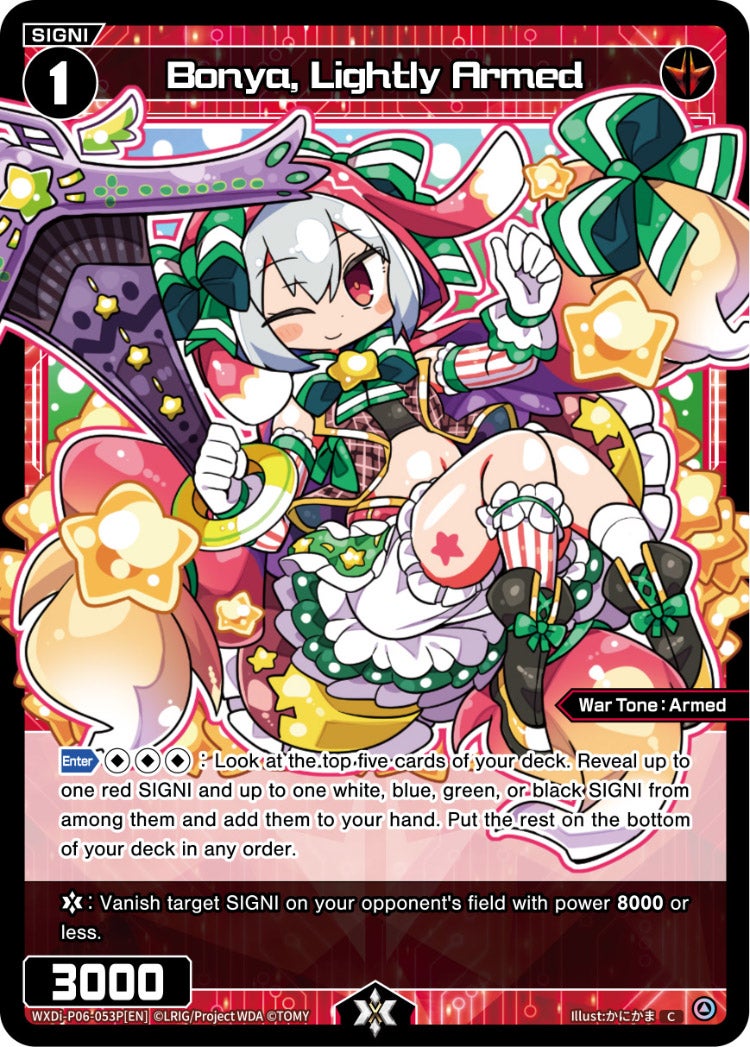 SIGNI
1
Bonya, Lightly Armed
War Tone : Armed
Enter : Look at the top five cards of your deck. Reveal up to
one red SIGNI and up to one white, blue, green, or black SIGNI from
among them and add them to your hand. Put the rest on the bottom
of your deck in any order.
: Vanish target SIGNI on your opponent's field with power 8000 or
less.
3000
WXDi-P06-053P[EN] ©LRIG/Project WDA ©TOMY
Illust:かにかま C